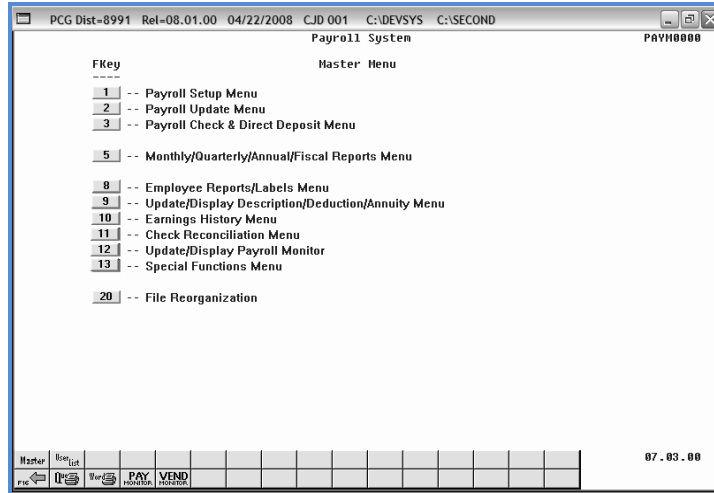 PCG Dist=8991 Rel=08.01.00 04/22/2008 CJD 001 C:\DEVSYS C:\SECOND
Payroll System PAYM0000
FKey Master Menu
----
1 -- Payroll Setup Menu
2 -- Payroll Update Menu
3 -- Payroll Check & Direct Deposit Menu
5 -- Monthly/Quarterly/Annual/Fiscal Reports Menu
8 -- Employee Reports/Labels Menu
9 -- Update/Display Description/Deduction/Annuity Menu
10 -- Earnings History Menu
11 -- Check Reconciliation Menu
12 -- Update/Display Payroll Monitor
13 -- Special Functions Menu
20 -- File Reorganization
Master User List 07.03.00
F16 Que Word PAY MONITOR VEND MONITOR